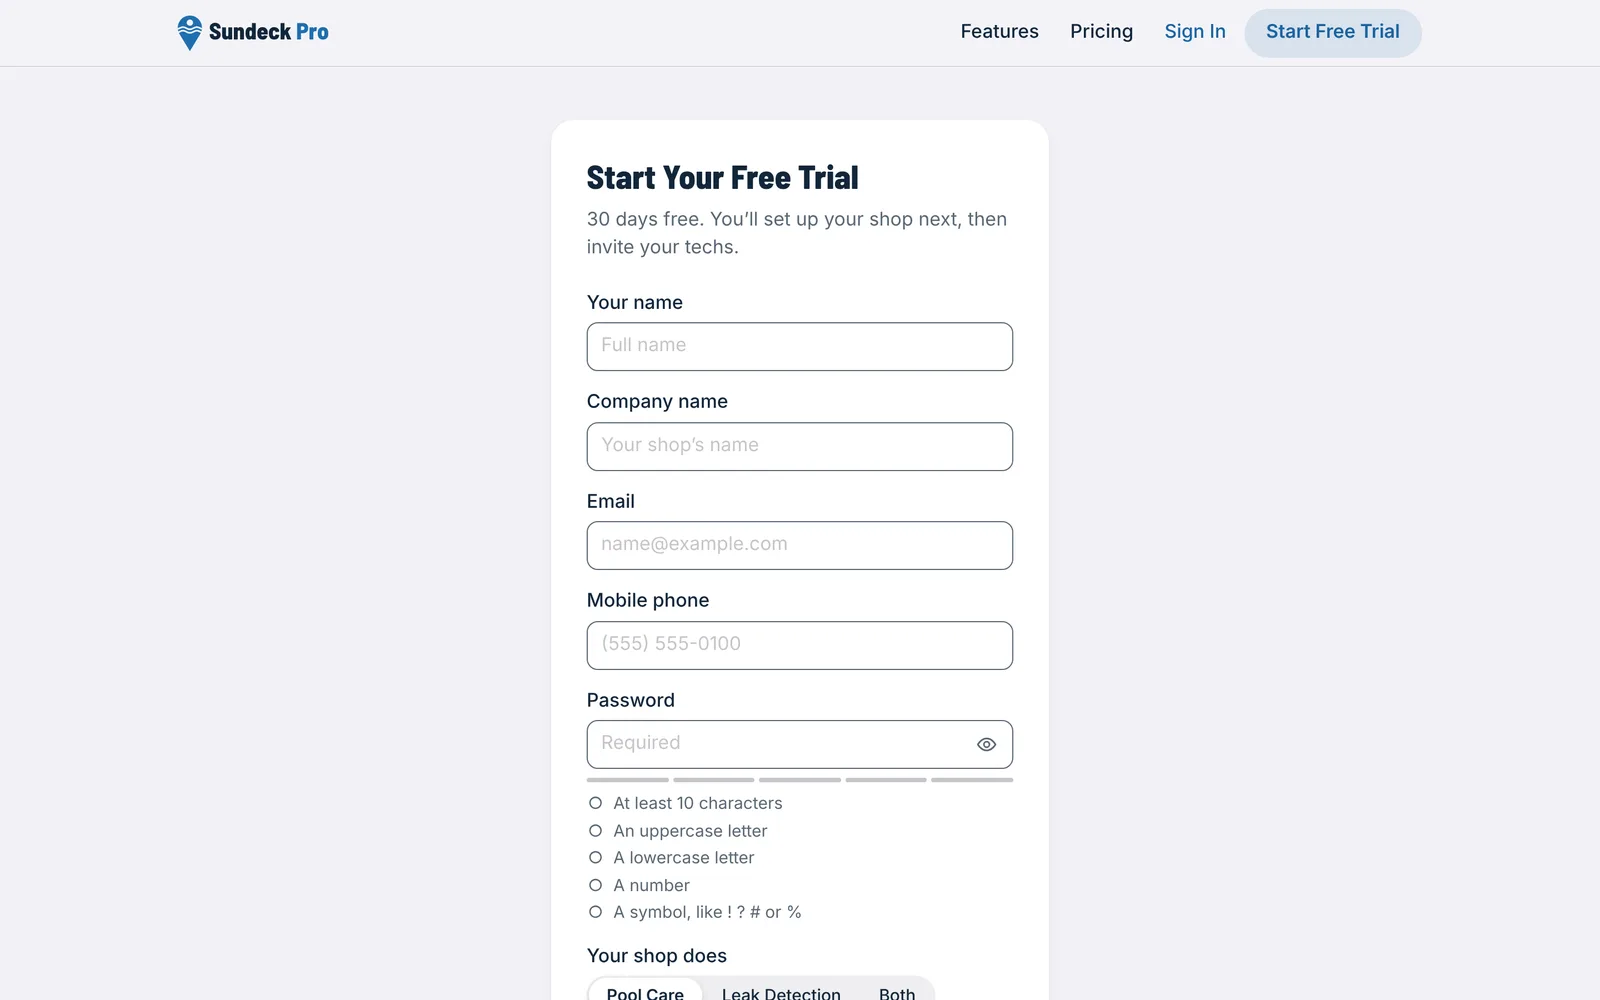 Sundeck Pro
Features
Pricing
Sign In
Start Free Trial
Start Your Free Trial
30 days free. You’ll set up your shop next, then
invite your techs.
Your name
Full name
Company name
Your shop’s name
Email
name@example.com
Mobile phone
(555) 555-0100
Password
Required
At least 10 characters
An uppercase letter
A lowercase letter
A number
A symbol, like ! ? # or %
Your shop does
Pool Care
Leak Detection
Both